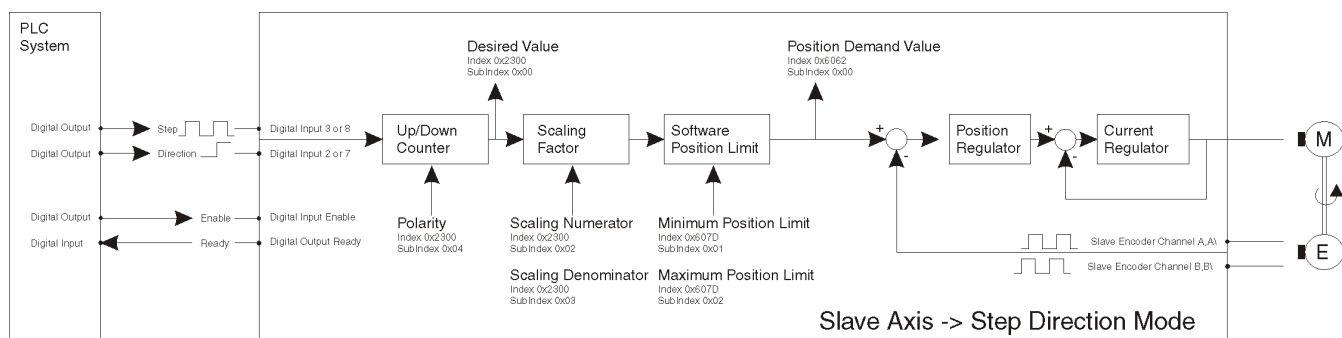 PLC
System
Desired Value
Index 0x2300
SubIndex 0x00
Position Demand Value
Index 0x6062
SubIndex 0x00
Digital Output
Step
Digital Input 3 or 8
Digital Output
Direction
Digital Input 2 or 7
Up/Down
Counter
Scaling
Factor
Software
Position Limit
+
-
Position
Regulator
+
-
Current
Regulator
M
Digital Output
Enable
Digital Input Enable
Digital Input
Ready
Digital Output Ready
Polarity
Index 0x2300
SubIndex 0x04
Scaling Numerator
Index 0x2300
SubIndex 0x02
Scaling Denominator
Index 0x2300
SubIndex 0x03
Minimum Position Limit
Index 0x607D
SubIndex 0x01
Maximum Position Limit
Index 0x607D
SubIndex 0x02
Slave Encoder Channel A,A\
Slave Encoder Channel B,B\
E
Slave Axis -> Step Direction Mode